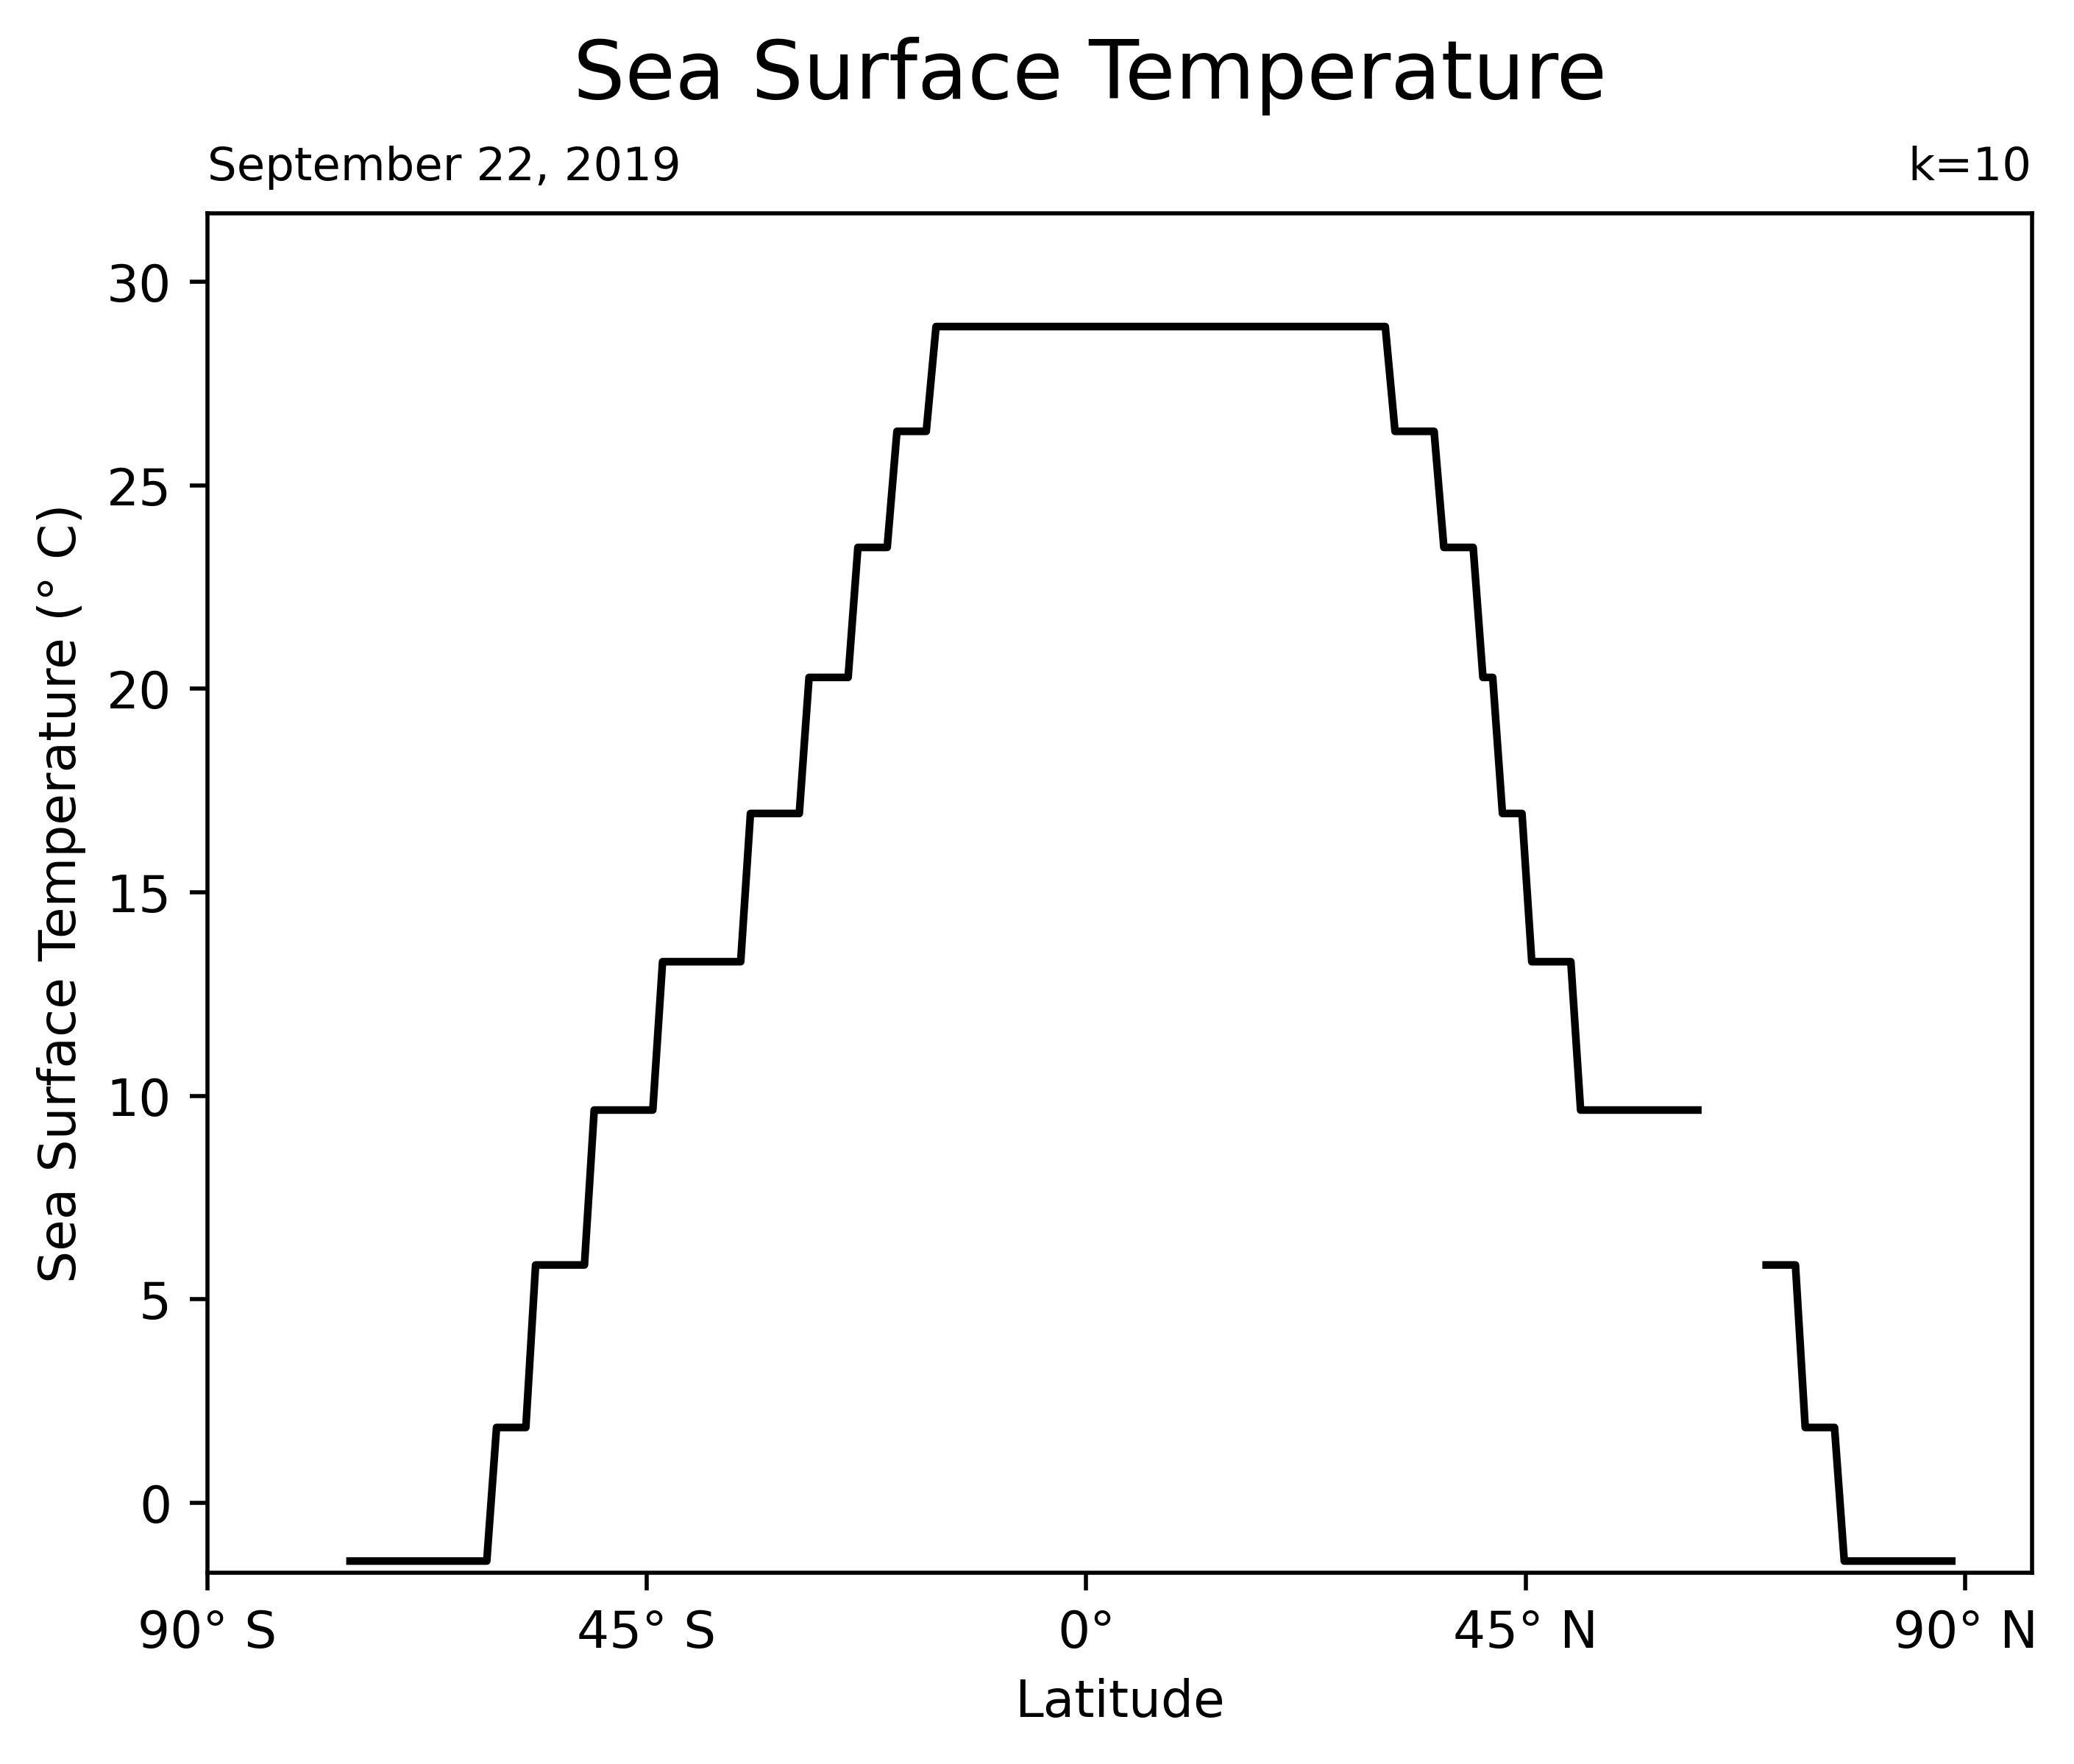 Sea Surface Temperature
September 22, 2019
k=10
30
25
20
15
10
5
0
Sea Surface Temperature (° C)
90° S
45° S
0°
45° N
90° N
Latitude